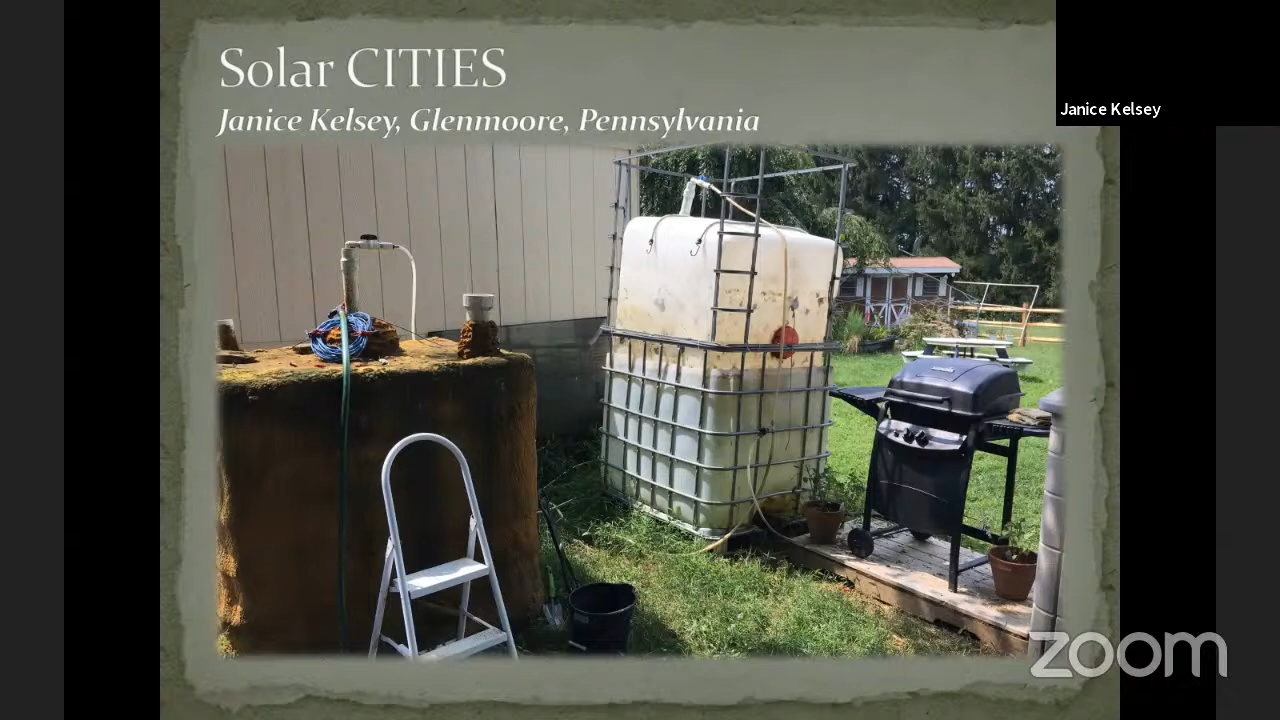 Solar CITIES
Janice Kelsey, Glenmoore, Pennsylvania
Janice Kelsey
zoom